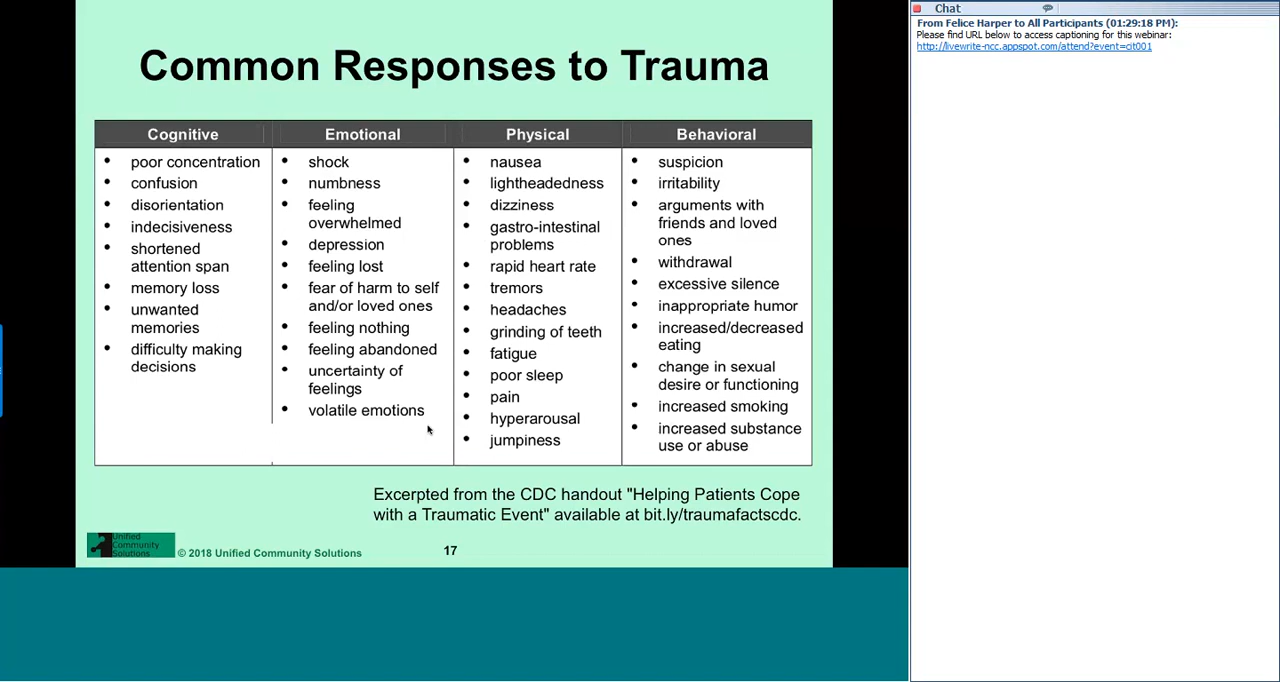 Common Responses to Trauma
Cognitive
poor concentration
confusion
disorientation
indecisiveness
shortened
attention span
memory loss
unwanted
memories
difficulty making
decisions
Emotional
shock
numbness
feeling
overwhelmed
depression
feeling lost
fear of harm to self
and/or loved ones
feeling nothing
feeling abandoned
uncertainty of
feelings
volatile emotions
Physical
nausea
lightheadedness
dizziness
gastro-intestinal
problems
rapid heart rate
tremors
headaches
grinding of teeth
fatigue
poor sleep
pain
hyperarousal
jumpiness
Behavioral
suspicion
irritability
arguments with
friends and loved
ones
withdrawal
excessive silence
inappropriate humor
increased/decreased
eating
change in sexual
desire or functioning
increased smoking
increased substance
use or abuse
Excerpted from the CDC handout "Helping Patients Cope
with a Traumatic Event" available at bit.ly/traumafactscdc.
Unified
Community
Solutions
© 2018 Unified Community Solutions
17
Chat
From Felice Harper to All Participants (01:29:18 PM):
Please find URL below to access captioning for this webinar:
http://livewrite-ncc.appspot.com/attend?event=cit001